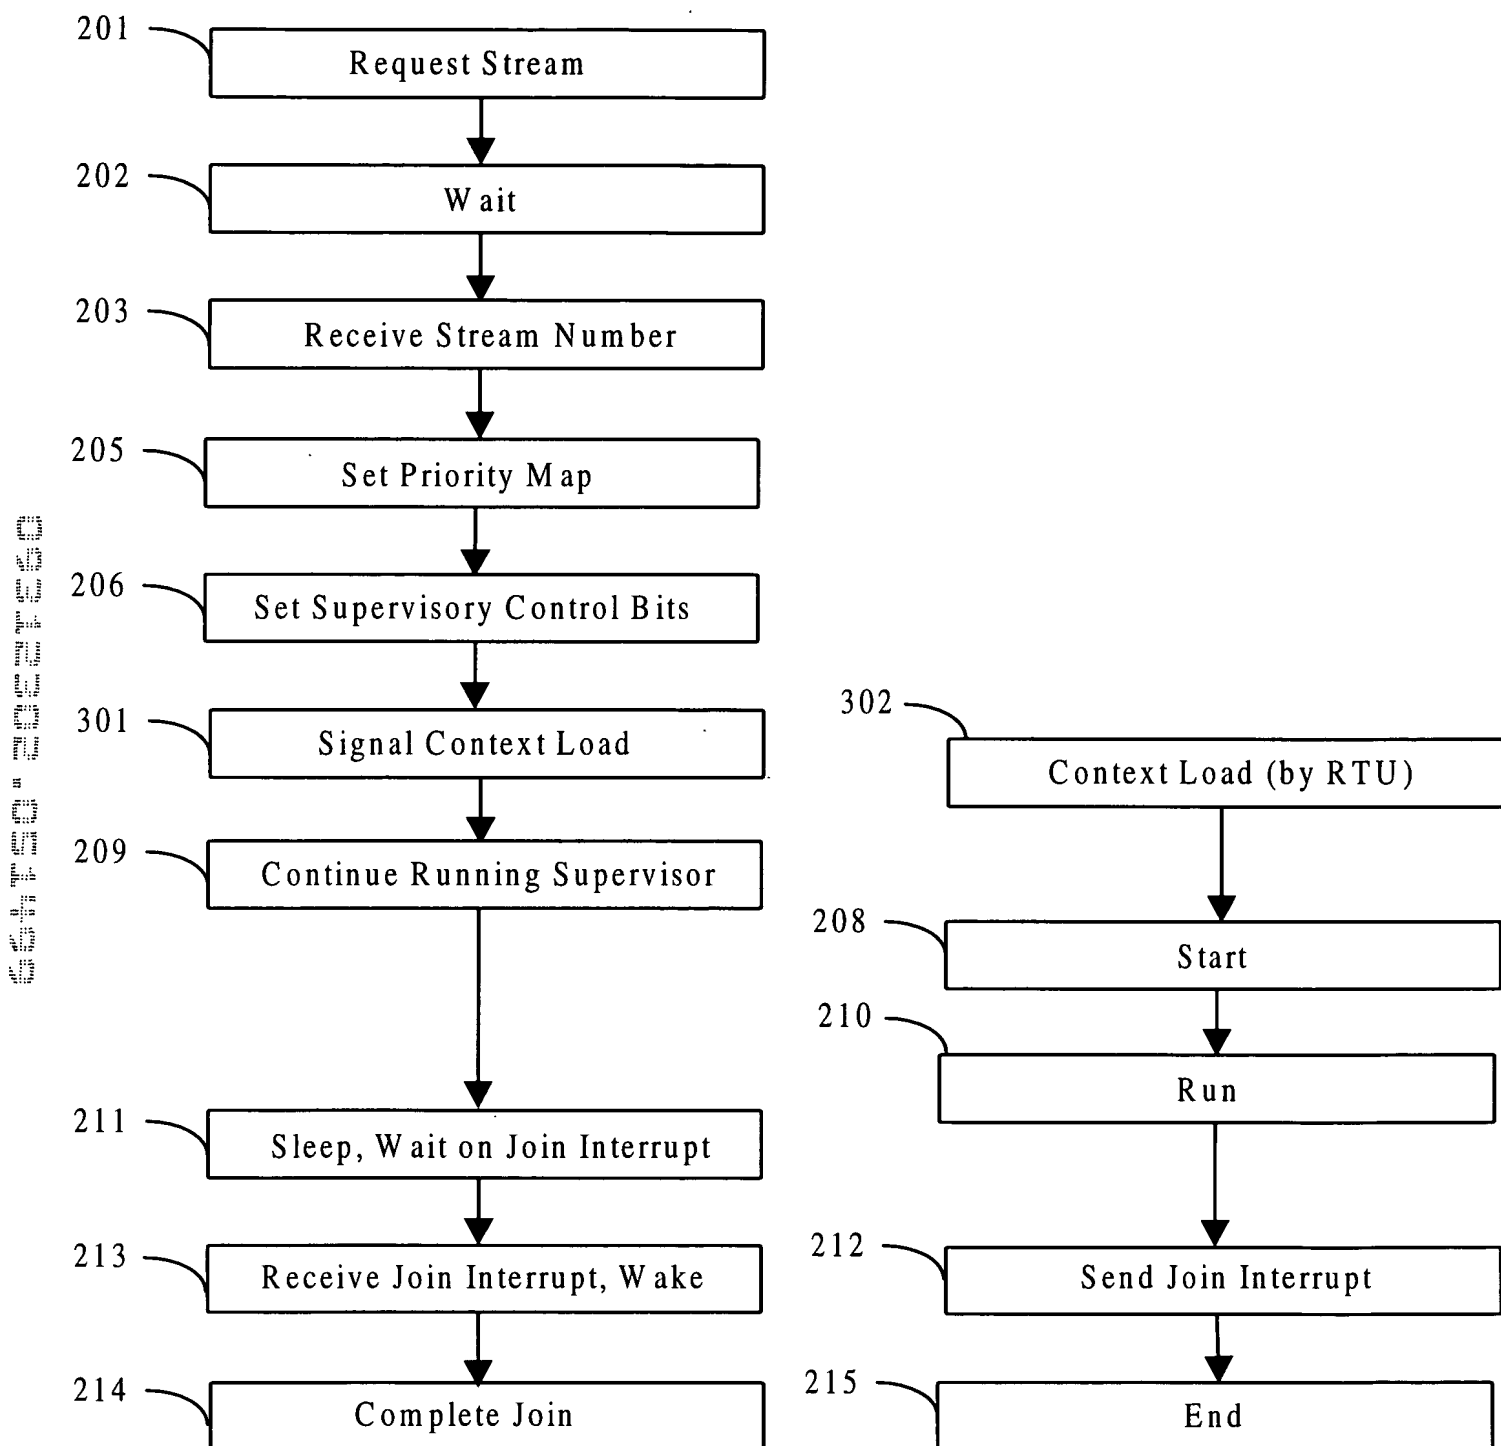 201
Request Stream
202
Wait
203
Receive Stream Number
205
Set Priority Map
206
Set Supervisory Control Bits
301
Signal Context Load
209
Continue Running Supervisor
211
Sleep, Wait on Join Interrupt
213
Receive Join Interrupt, Wake
214
Complete Join
302
Context Load (by RTU)
208
Start
210
Run
212
Send Join Interrupt
215
End